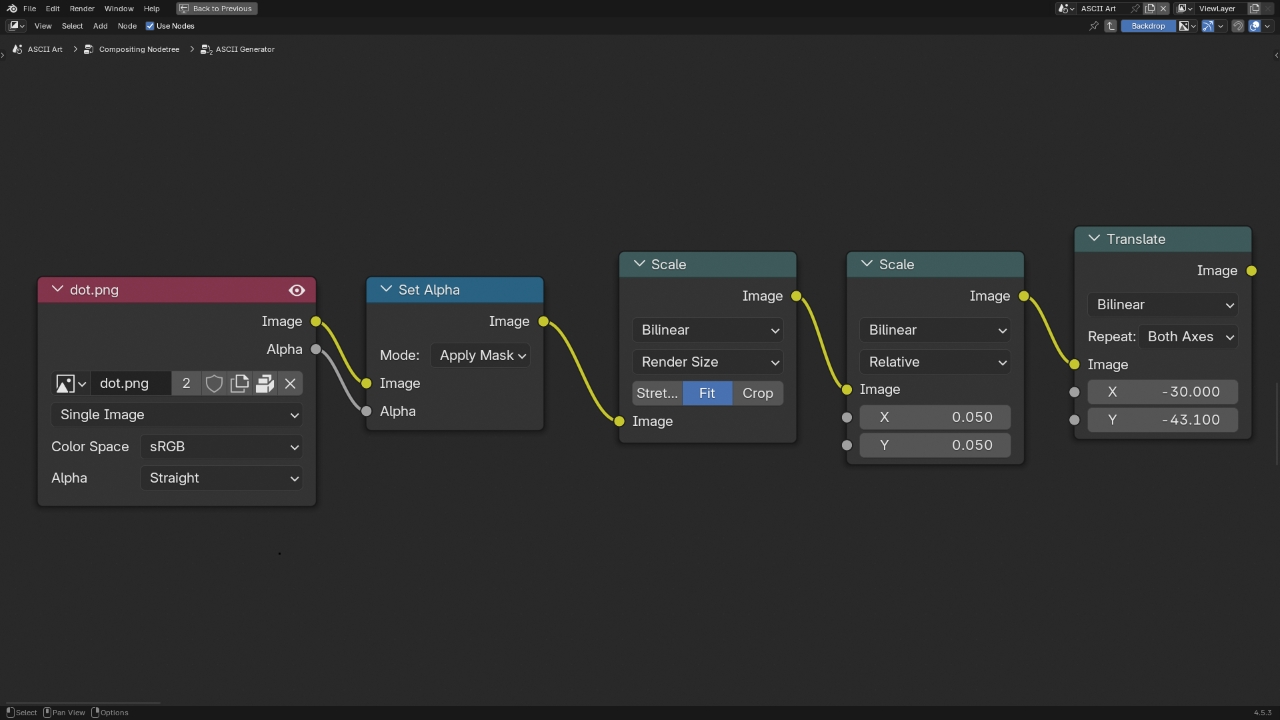 File Edit Render Window Help Back to Previous ASCII Art ViewLayer
View Select Add Node Use Nodes Backdrop
ASCII Art Compositing Nodetree ASCII Generator
dot.png
Image
Alpha
dot.png 2
Single Image
Color Space sRGB
Alpha Straight
Set Alpha
Image
Mode: Apply Mask
Image
Alpha
Scale
Image
Bilinear
Render Size
Stret... Fit Crop
Image
Scale
Image
Bilinear
Relative
Image
X 0.050
Y 0.050
Translate
Image
Bilinear
Repeat: Both Axes
Image
X -30.000
Y -43.100
Select Pan View Options 4.5.3